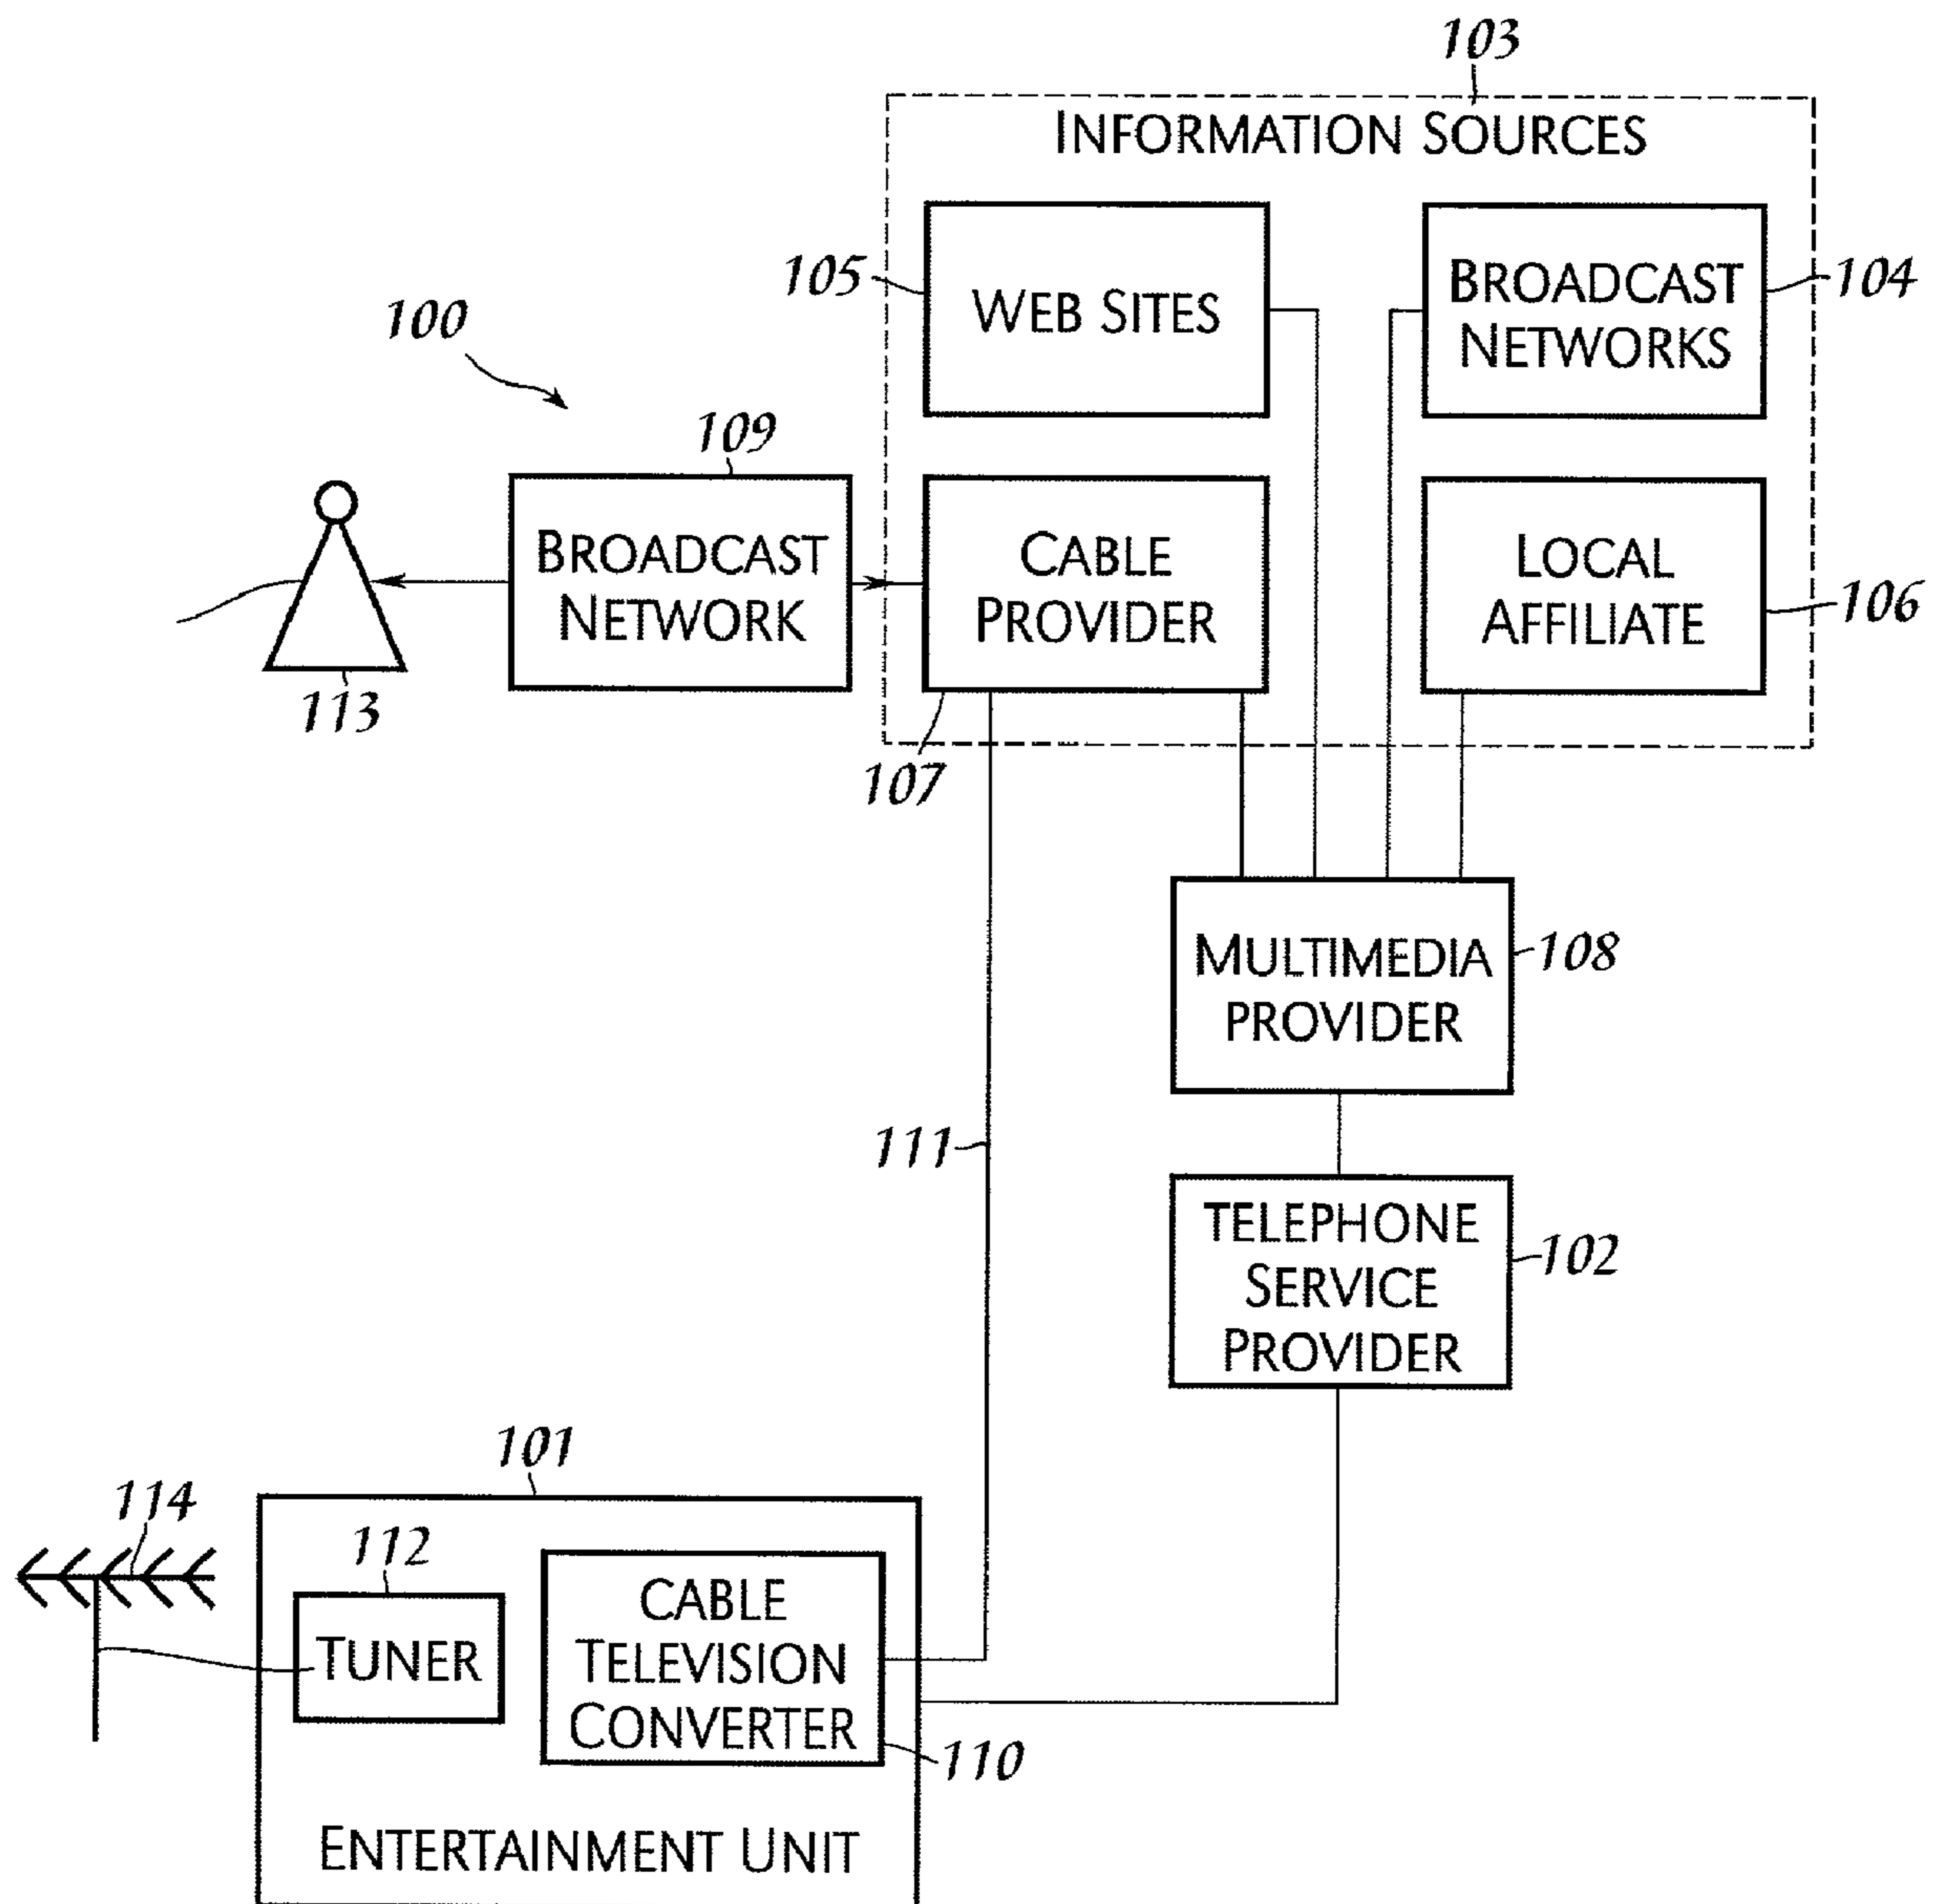 103
INFORMATION SOURCES
105
WEB SITES
BROADCAST
NETWORKS
104
100
109
BROADCAST
NETWORK
CABLE
PROVIDER
LOCAL
AFFILIATE
106
113
107
MULTIMEDIA
PROVIDER
108
111
TELEPHONE
SERVICE
PROVIDER
102
101
114
112
TUNER
CABLE
TELEVISION
CONVERTER
110
ENTERTAINMENT UNIT